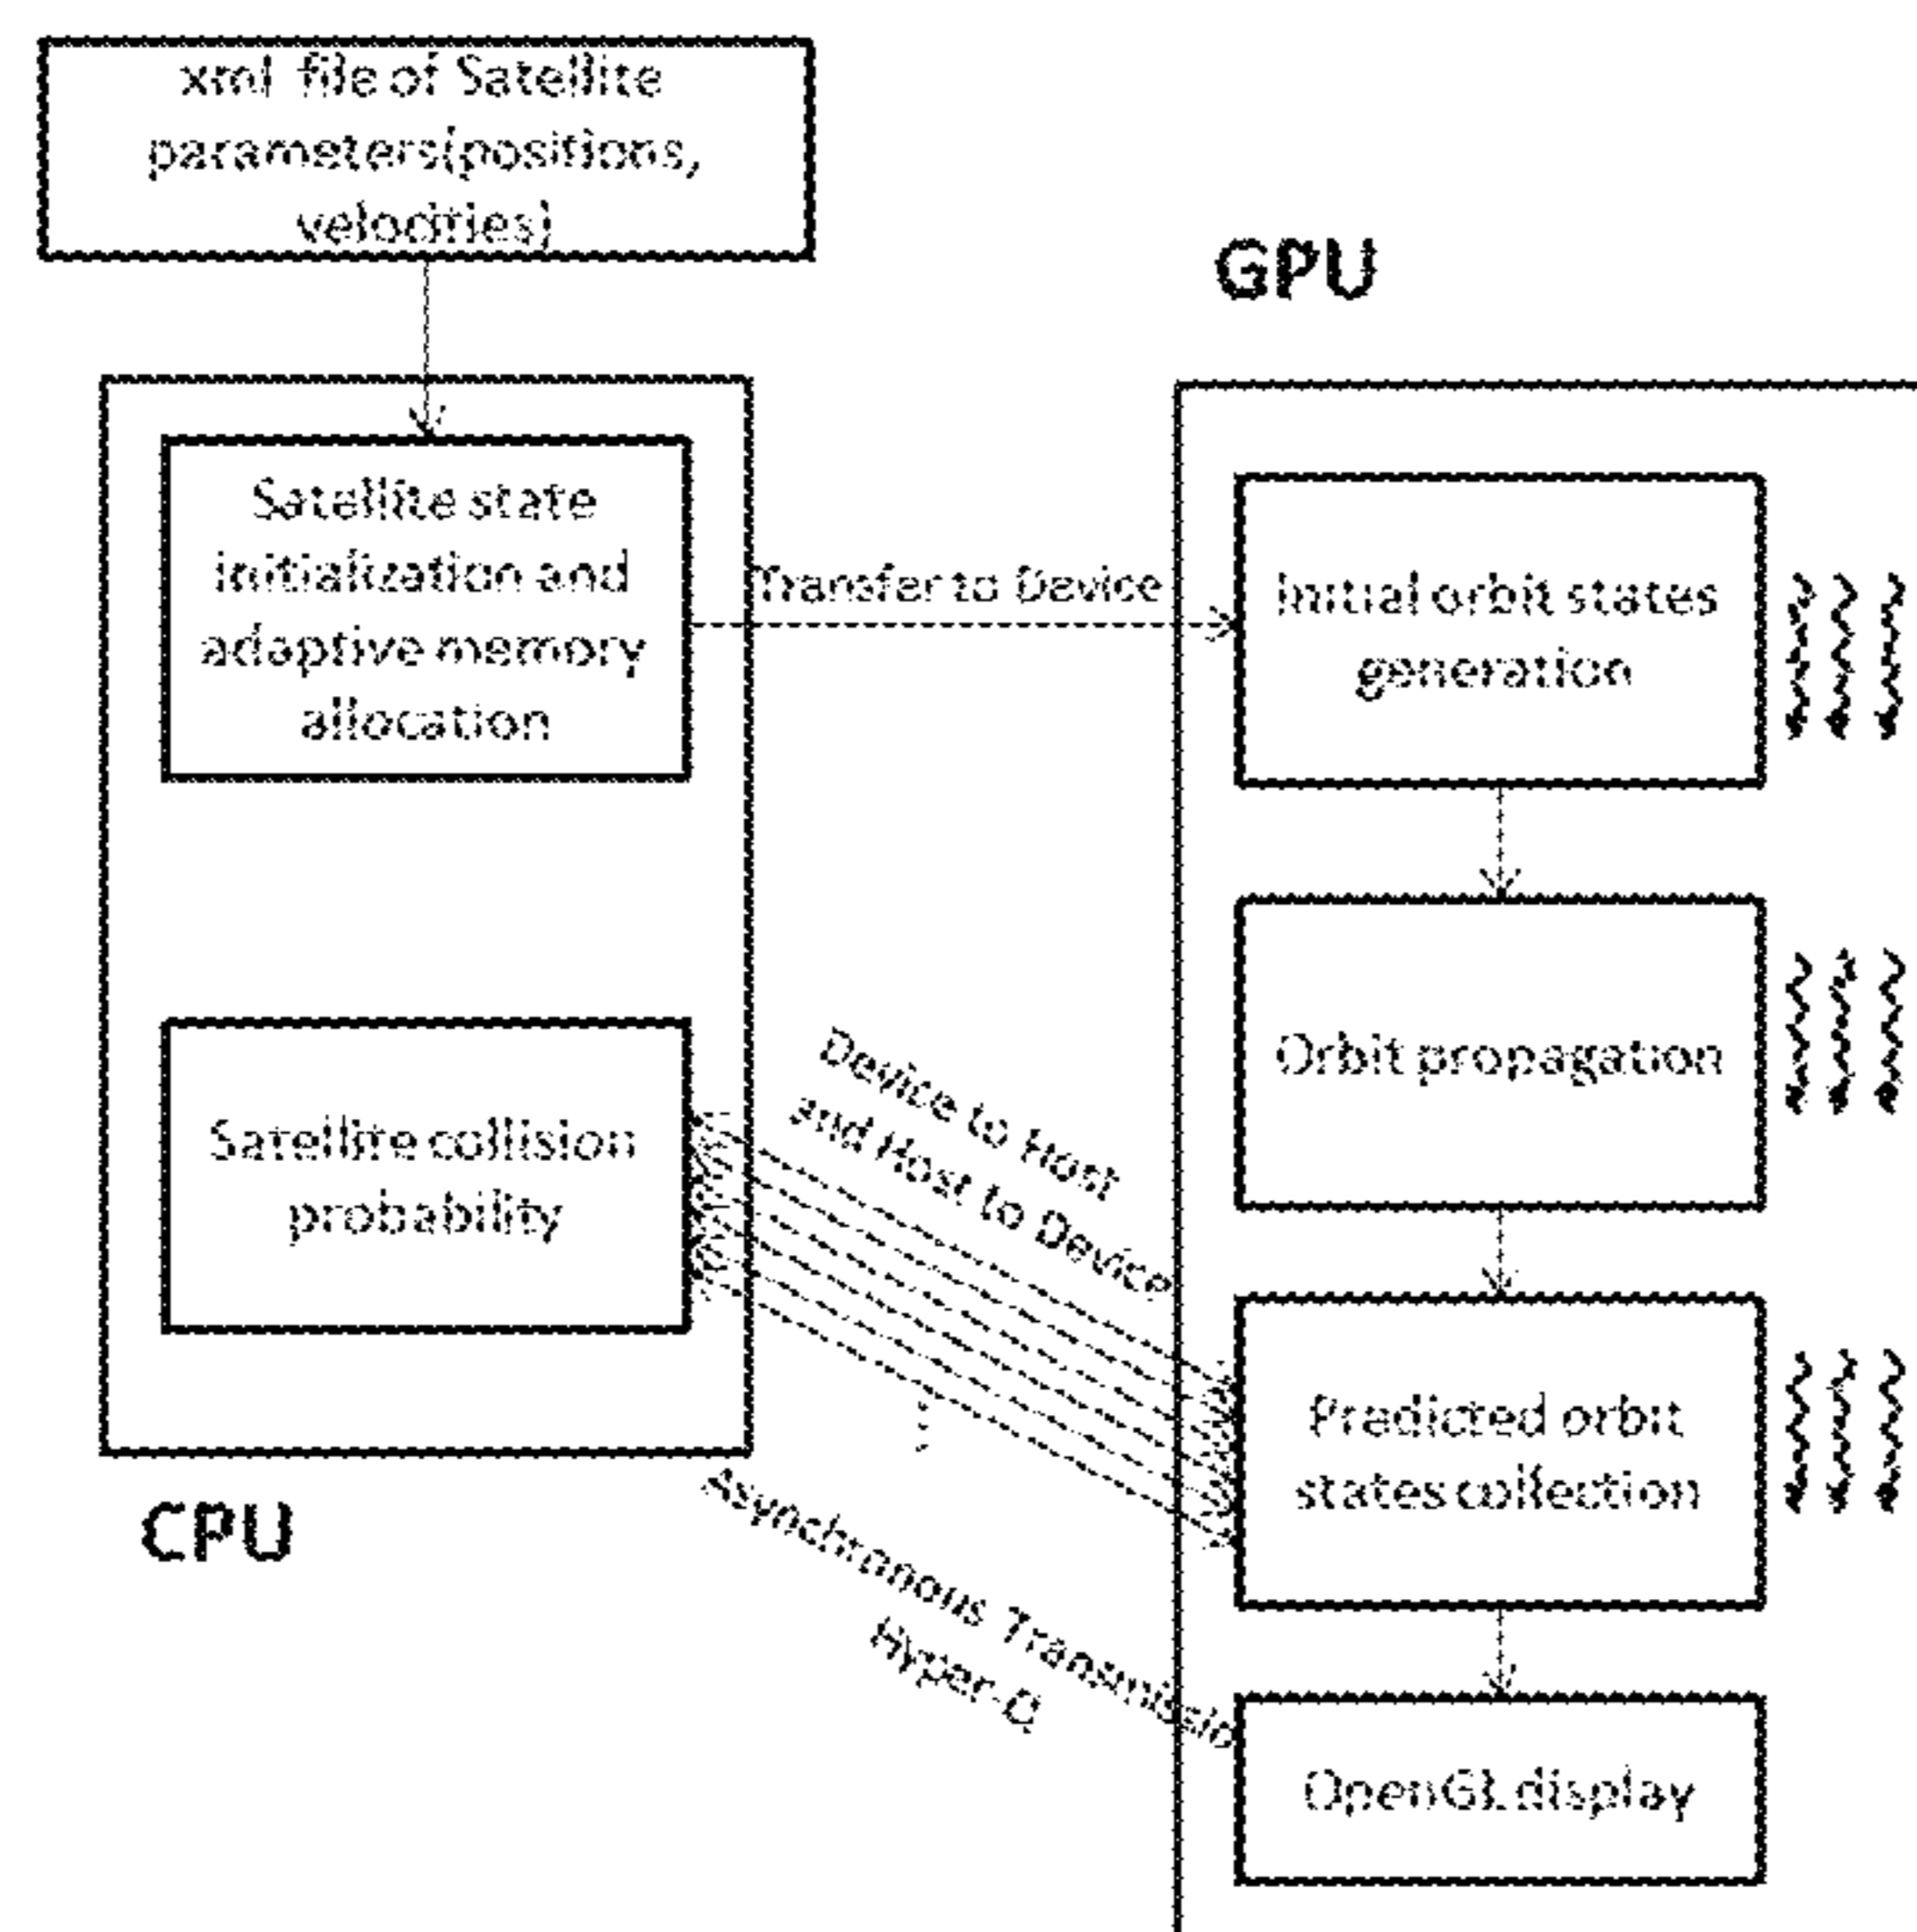 xml file of Satellite
parameters(positions,
velocities)
GPU
Satellite state
initialization and
adaptive memory
allocation
Transfer to Device
Initial orbit states
generation
Orbit propagation
Device to Host
and Host to Device
Satellite collision
probability
Predicted orbit
states collection
CPU
Asynchronous Transmissio
Hyper-Q
OpenGL display